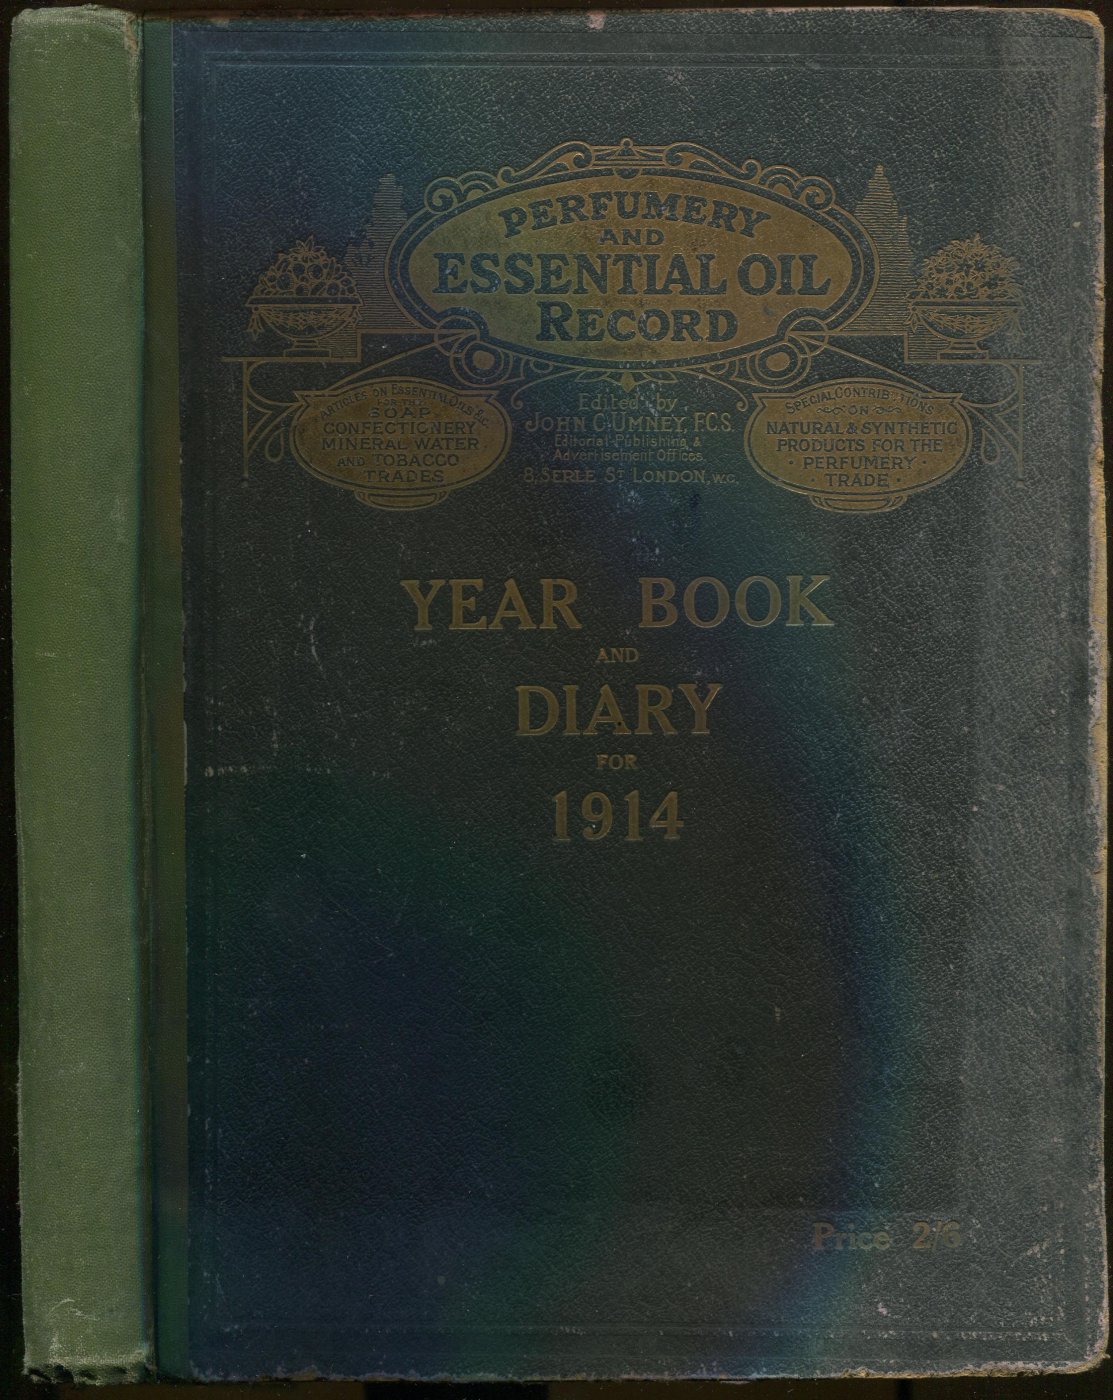 PERFUMERY
AND
ESSENTIAL OIL
RECORD
ARTICLES ON ESSENTIAL OILS &c.
FOR THE
SOAP
CONFECTIONERY
MINERAL WATER
AND TOBACCO
TRADES
Edited by
JOHN C. UMNEY, F.C.S.
Editorial Publishing &
Advertisement Offices
8, SERLE ST LONDON, W.C.
SPECIAL CONTRIBUTIONS
ON
NATURAL & SYNTHETIC
PRODUCTS FOR THE
PERFUMERY
TRADE
YEAR BOOK
AND
DIARY
FOR
1914
Price 2/6